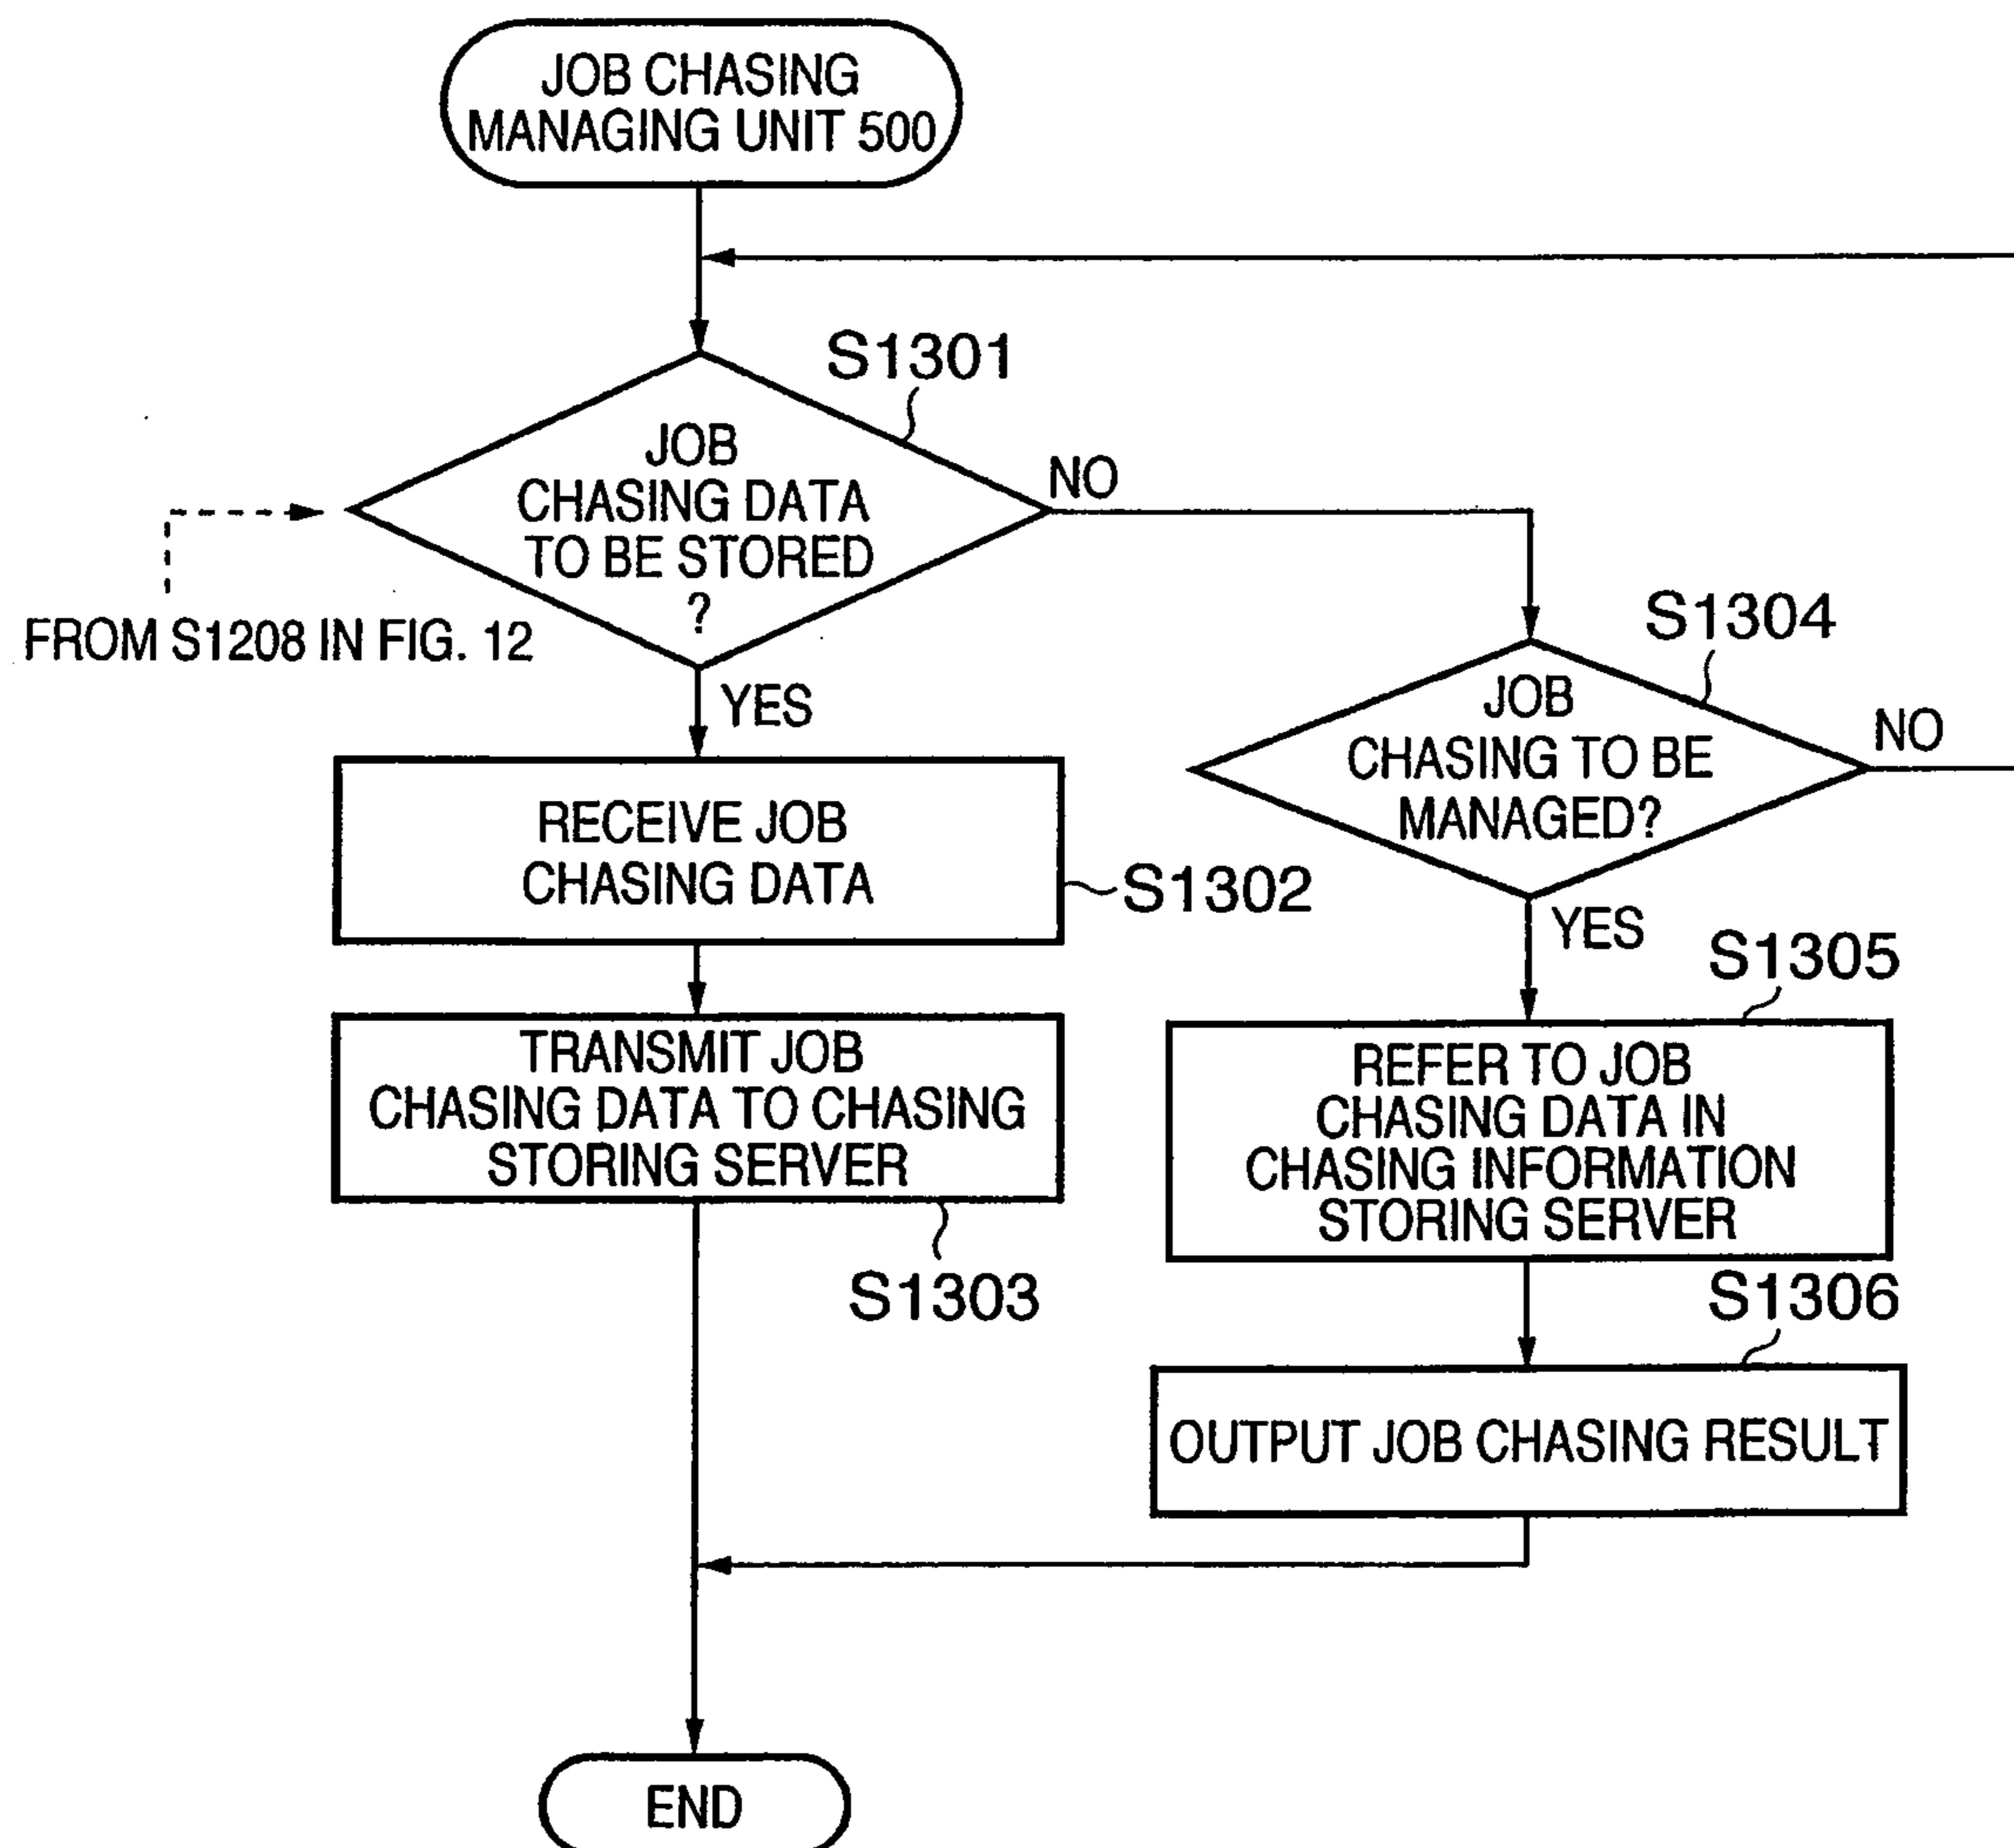 JOB CHASING
MANAGING UNIT 500
S1301
JOB
CHASING DATA
TO BE STORED
?
NO
FROM S1208 IN FIG. 12
YES
S1304
JOB
CHASING TO BE
MANAGED?
NO
RECEIVE JOB
CHASING DATA
S1302
YES
S1305
TRANSMIT JOB
CHASING DATA TO CHASING
STORING SERVER
S1303
REFER TO JOB
CHASING DATA IN
CHASING INFORMATION
STORING SERVER
S1306
OUTPUT JOB CHASING RESULT
END